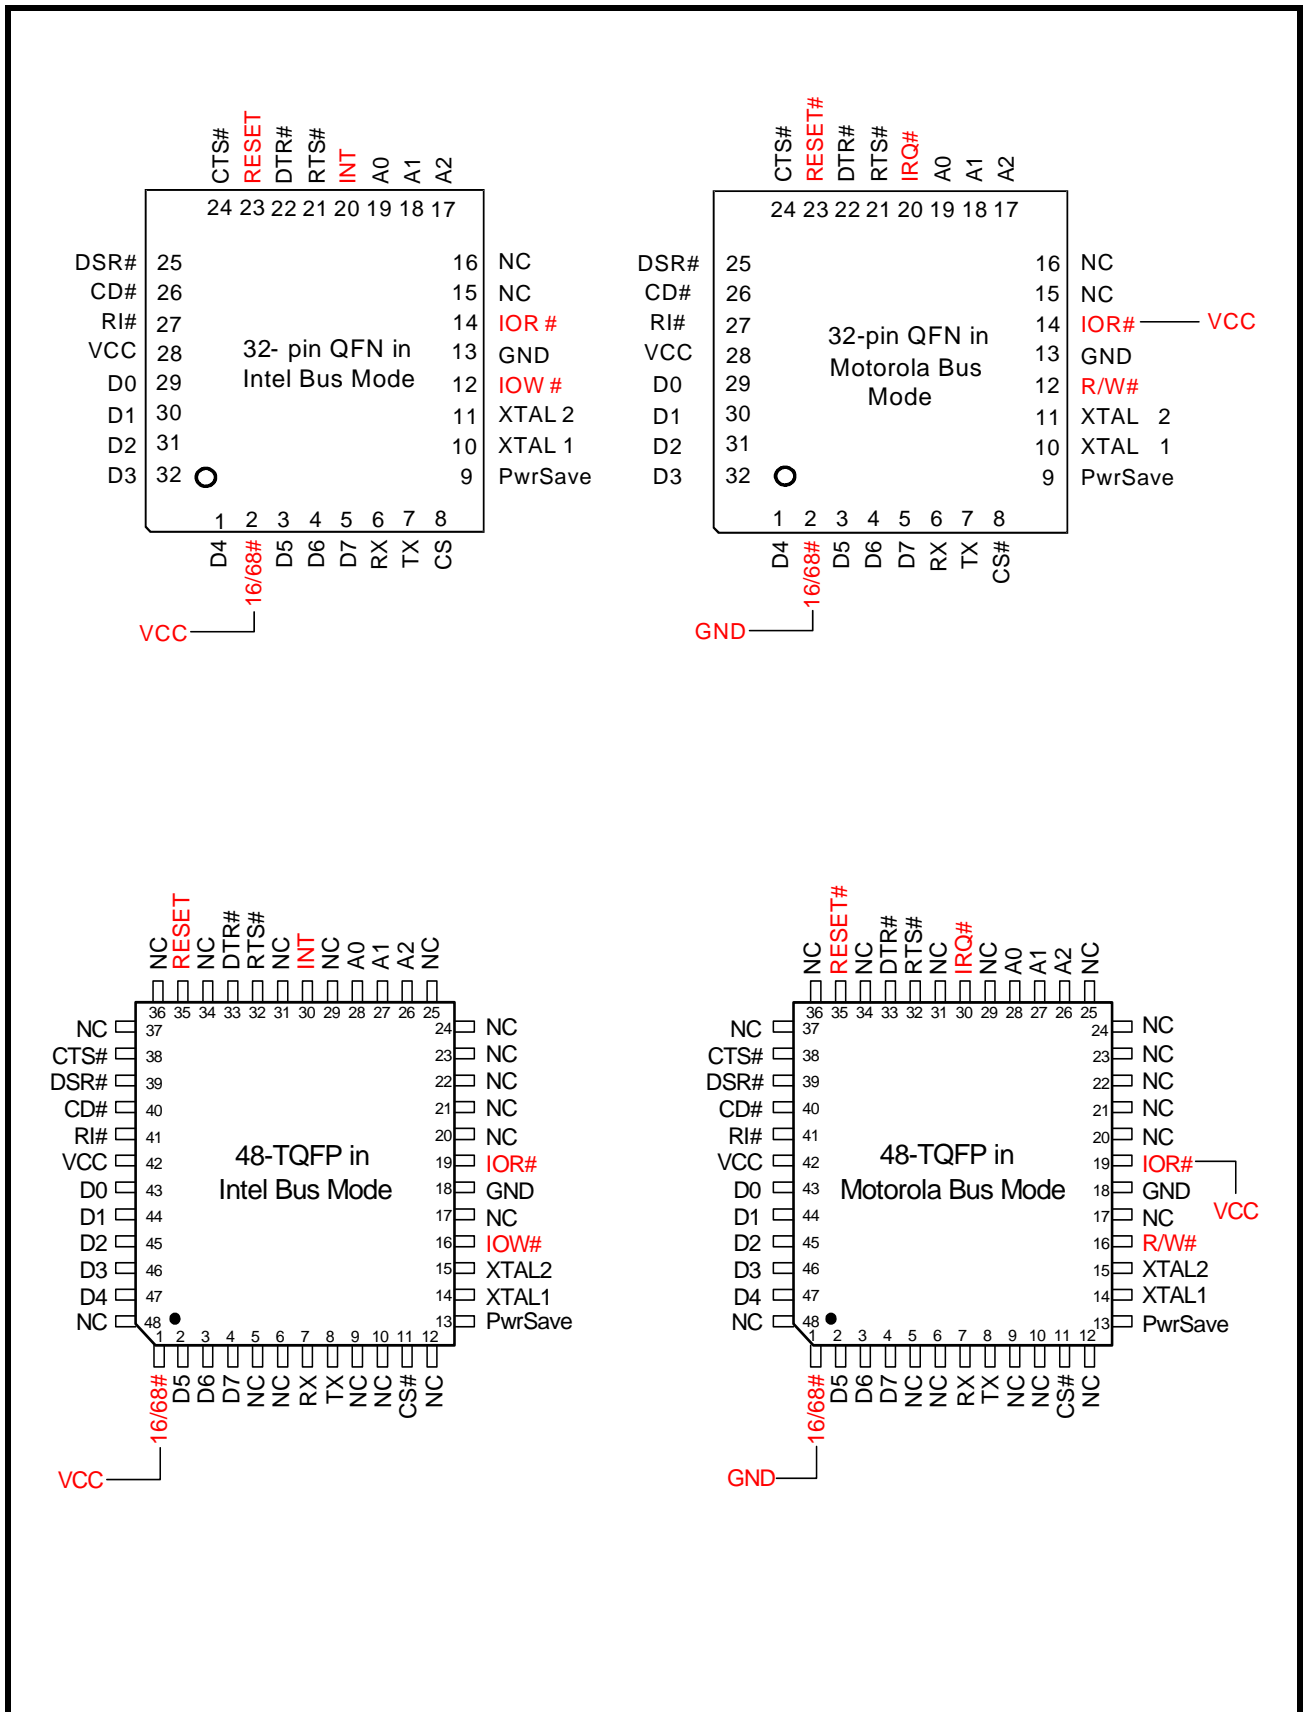 CTS# RESET DTR# RTS# INT A0 A1 A2
24 23 22 21 20 19 18 17
DSR# 25 16 NC
CD# 26 15 NC
RI# 27 14 IOR #
VCC 28 13 GND
D0 29 12 IOW #
D1 30 11 XTAL 2
D2 31 10 XTAL 1
D3 32 9 PwrSave
32- pin QFN in
Intel Bus Mode
1 2 3 4 5 6 7 8
D4 16/68# D5 D6 D7 RX TX CS
VCC
CTS# RESET# DTR# RTS# IRQ# A0 A1 A2
24 23 22 21 20 19 18 17
DSR# 25 16 NC
CD# 26 15 NC
RI# 27 14 IOR# VCC
VCC 28 13 GND
D0 29 12 R/W#
D1 30 11 XTAL 2
D2 31 10 XTAL 1
D3 32 9 PwrSave
32-pin QFN in
Motorola Bus
Mode
1 2 3 4 5 6 7 8
D4 16/68# D5 D6 D7 RX TX CS#
GND
NC RESET NC DTR# RTS# NC INT NC A0 A1 A2 NC
36 35 34 33 32 31 30 29 28 27 26 25
NC 37 24 NC
CTS# 38 23 NC
DSR# 39 22 NC
CD# 40 21 NC
RI# 41 20 NC
VCC 42 19 IOR#
D0 43 18 GND
D1 44 17 NC
D2 45 16 IOW#
D3 46 15 XTAL2
D4 47 14 XTAL1
NC 48 13 PwrSave
48-TQFP in
Intel Bus Mode
1 2 3 4 5 6 7 8 9 10 11 12
16/68# D5 D6 D7 NC NC RX TX NC NC CS# NC
VCC
NC RESET# NC DTR# RTS# NC IRQ# NC A0 A1 A2 NC
36 35 34 33 32 31 30 29 28 27 26 25
NC 37 24 NC
CTS# 38 23 NC
DSR# 39 22 NC
CD# 40 21 NC
RI# 41 20 NC
VCC 42 19 IOR#
D0 43 18 GND
VCC
D1 44 17 NC
D2 45 16 R/W#
D3 46 15 XTAL2
D4 47 14 XTAL1
NC 48 13 PwrSave
48-TQFP in
Motorola Bus Mode
1 2 3 4 5 6 7 8 9 10 11 12
16/68# D5 D6 D7 NC NC RX TX NC NC CS# NC
GND